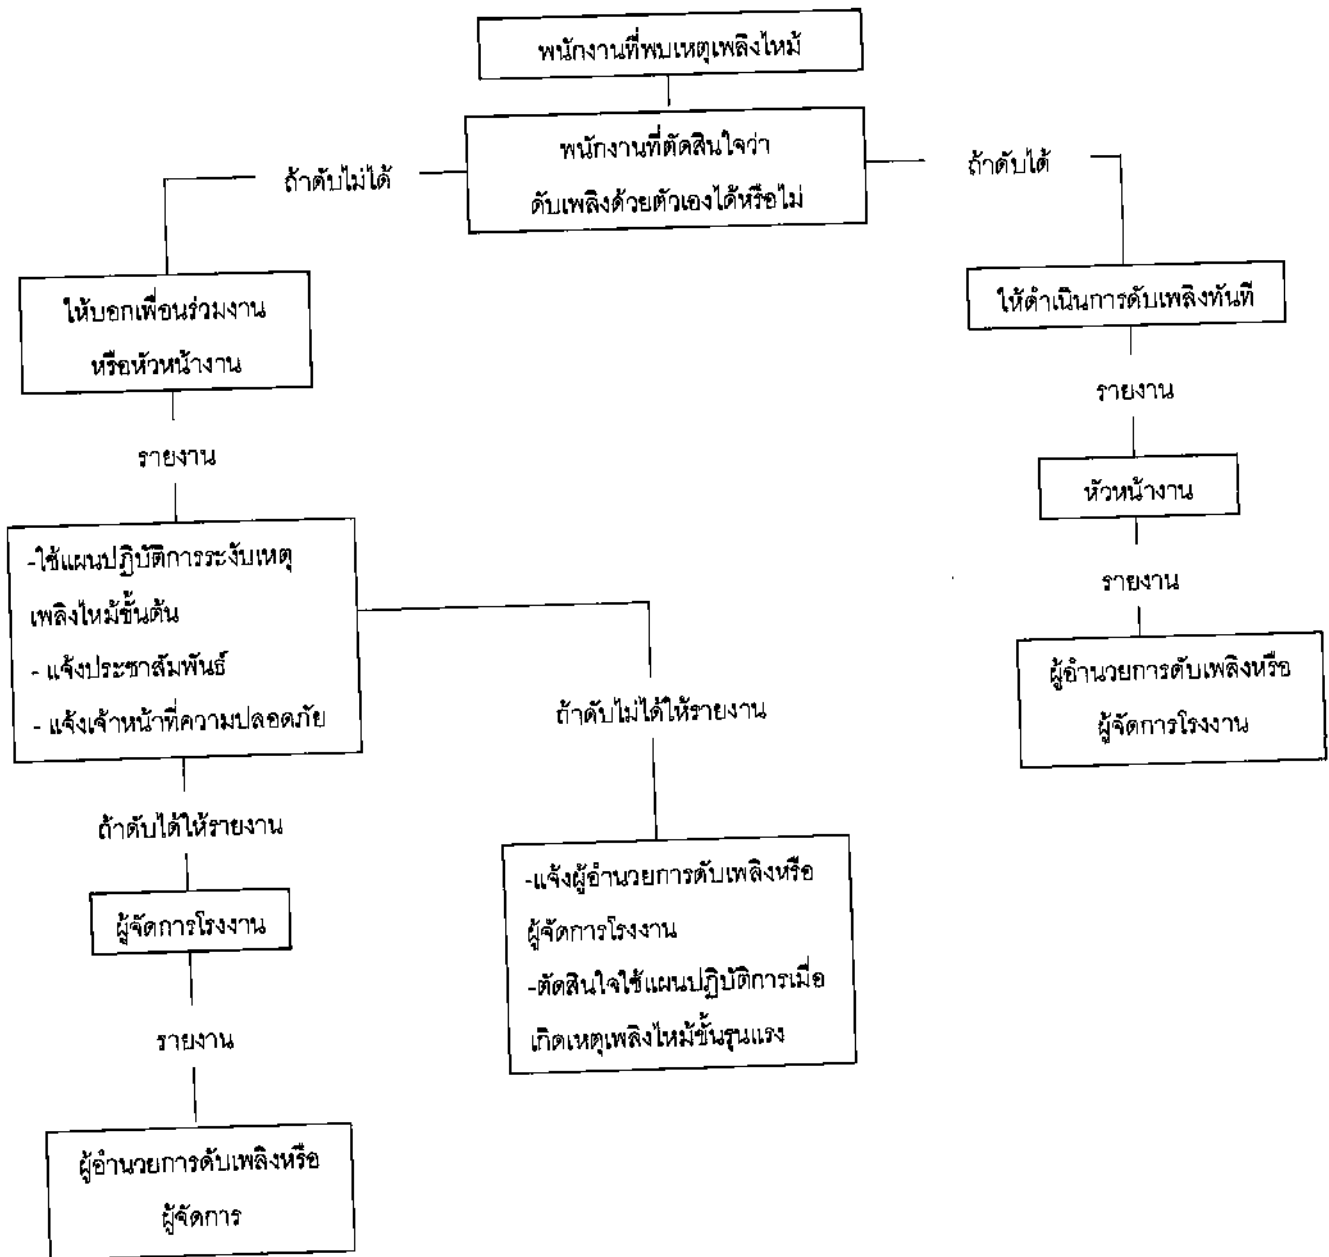 พนักงานที่พบเหตุเพลิงไหม้
พนักงานที่ตัดสินใจว่า
ดับเพลิงด้วยตัวเองได้หรือไม่
ถ้าดับไม่ได้
ถ้าดับได้
ให้บอกเพื่อนร่วมงาน
หรือหัวหน้างาน
ให้ดำเนินการดับเพลิงทันที
รายงาน
รายงาน
หัวหน้างาน
รายงาน
-ใช้แผนปฏิบัติการระงับเหตุ
เพลิงไหม้ขั้นต้น
- แจ้งประชาสัมพันธ์
- แจ้งเจ้าหน้าที่ความปลอดภัย
ผู้อำนวยการดับเพลิงหรือ
ผู้จัดการโรงงาน
ถ้าดับไม่ได้ให้รายงาน
ถ้าดับได้ให้รายงาน
ผู้จัดการโรงงาน
-แจ้งผู้อำนวยการดับเพลิงหรือ
ผู้จัดการโรงงาน
-ตัดสินใจใช้แผนปฏิบัติการเมื่อ
เกิดเหตุเพลิงไหม้ขั้นรุนแรง
รายงาน
ผู้อำนวยการดับเพลิงหรือ
ผู้จัดการ